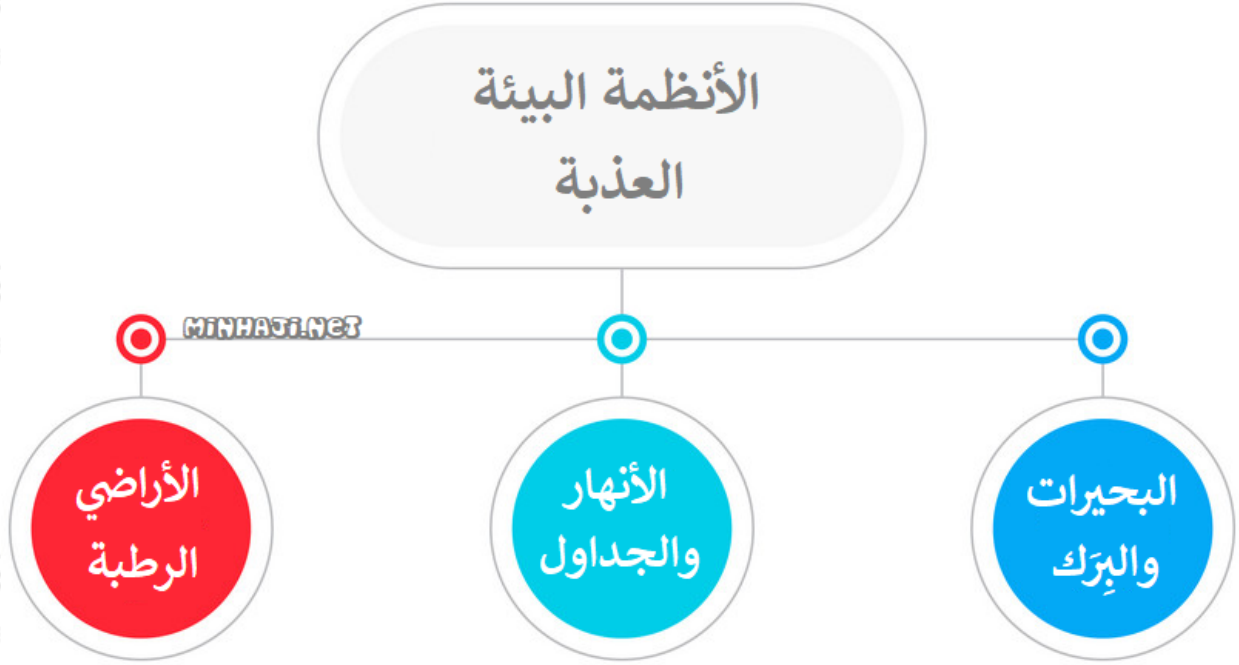 الأنظمة البيئة
العذبة
MINHAJI.NET
البحيرات
والبِرَك
الأنهار
والجداول
الأراضي
الرطبة